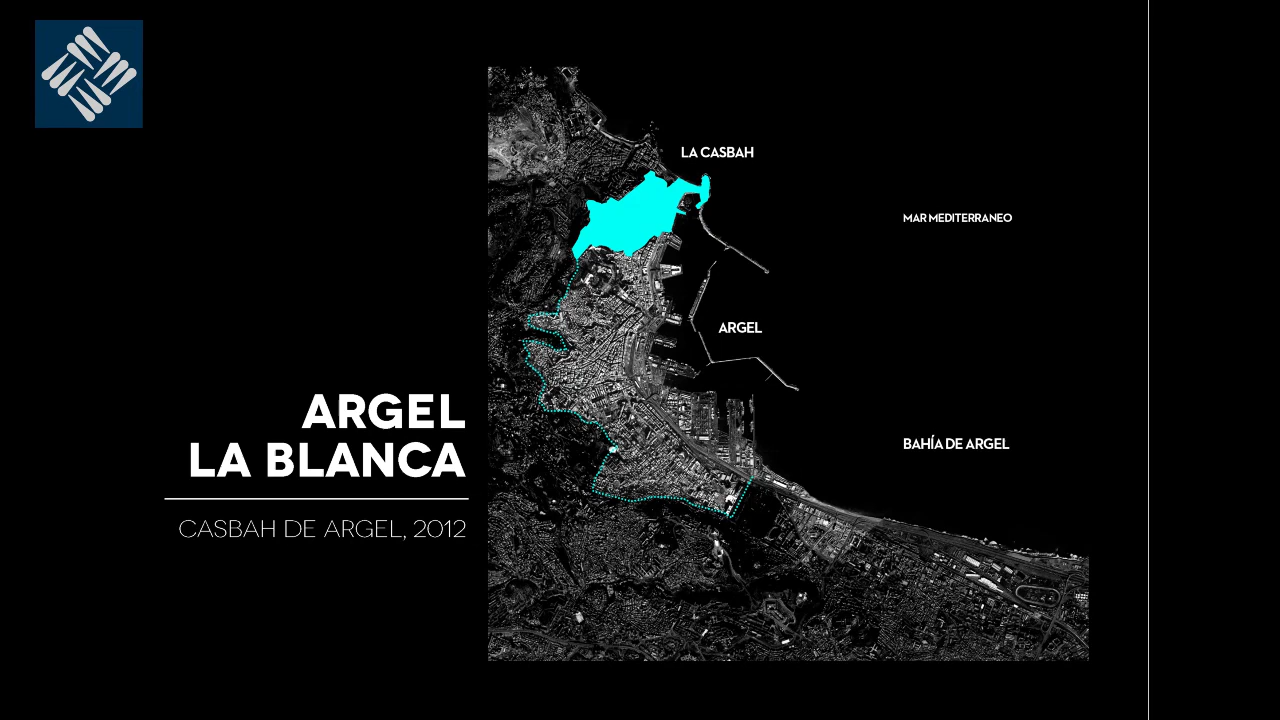 LA CASBAH
MAR MEDITERRANEO
ARGEL
BAHÍA DE ARGEL
ARGEL
LA BLANCA
CASBAH DE ARGEL, 2012